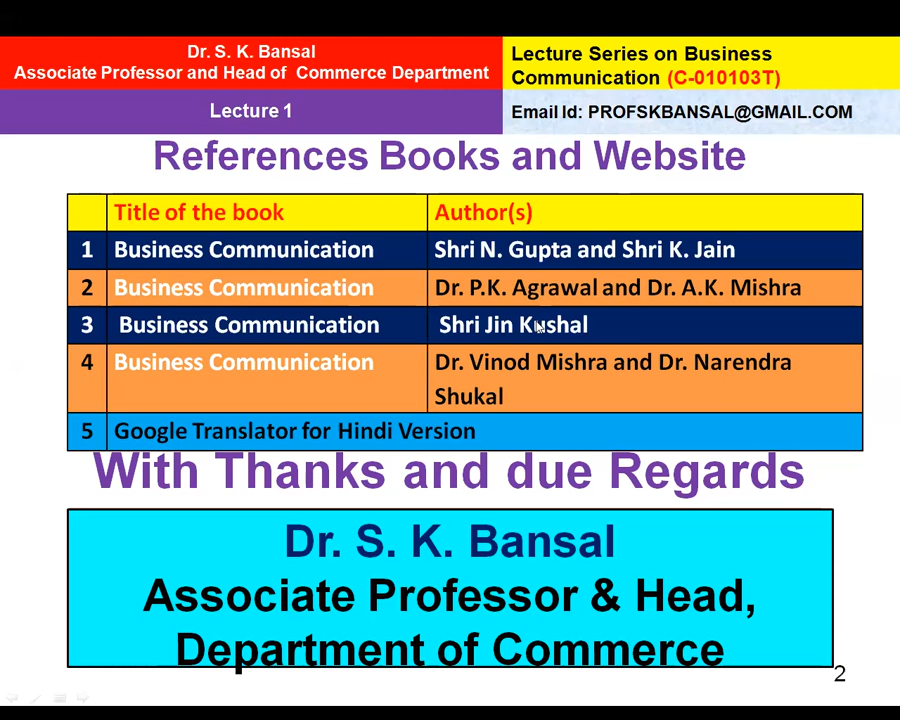 Dr. S. K. Bansal
Associate Professor and Head of Commerce Department
Lecture Series on Business
Communication (C-010103T)
Lecture 1
Email Id: PROFSKBANSAL@GMAIL.COM
References Books and Website
Title of the book Author(s)
1 Business Communication Shri N. Gupta and Shri K. Jain
2 Business Communication Dr. P.K. Agrawal and Dr. A.K. Mishra
3 Business Communication Shri Jin Kushal
4 Business Communication Dr. Vinod Mishra and Dr. Narendra
Shukal
5 Google Translator for Hindi Version
With Thanks and due Regards
Dr. S. K. Bansal
Associate Professor & Head,
Department of Commerce
2